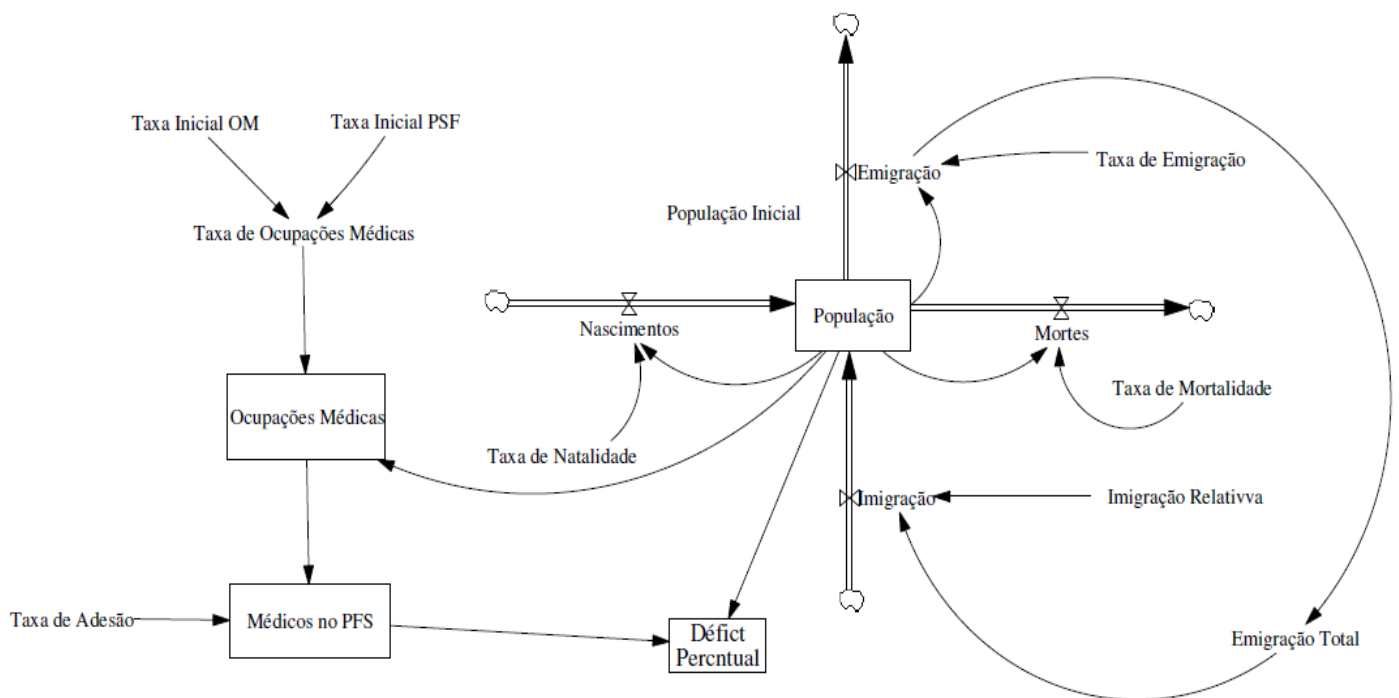 Taxa Inicial OM
Taxa Inicial PSF
Taxa de Ocupações Médicas
Ocupações Médicas
Taxa de Adesão
Médicos no PFS
Défict
Percntual
População Inicial
Emigração
Taxa de Emigração
Nascimentos
População
Mortes
Taxa de Natalidade
Taxa de Mortalidade
Imigração
Imigração Relativva
Emigração Total